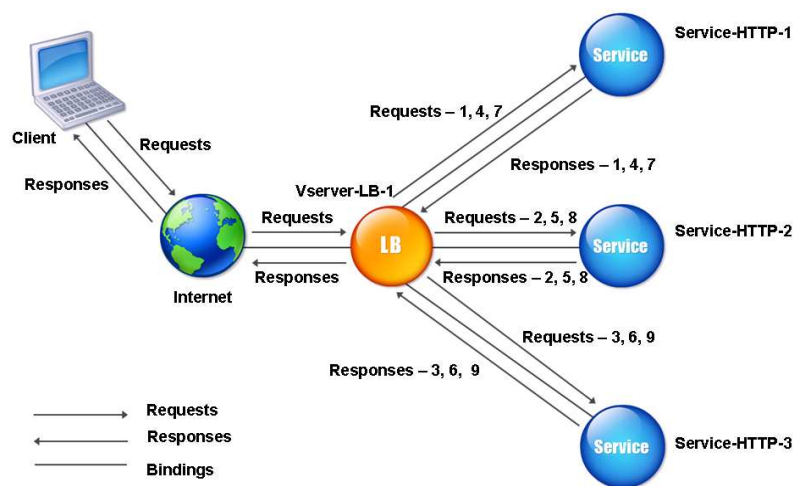 Service-HTTP-1
Service
Requests – 1, 4, 7
Client
Requests
Responses – 1, 4, 7
Responses
Vserver-LB-1
Requests
Requests – 2, 5, 8
Service-HTTP-2
LB
Service
Responses
Responses – 2, 5, 8
Internet
Requests – 3, 6, 9
Responses – 3, 6,  9
Requests
Responses
Service
Service-HTTP-3
Bindings